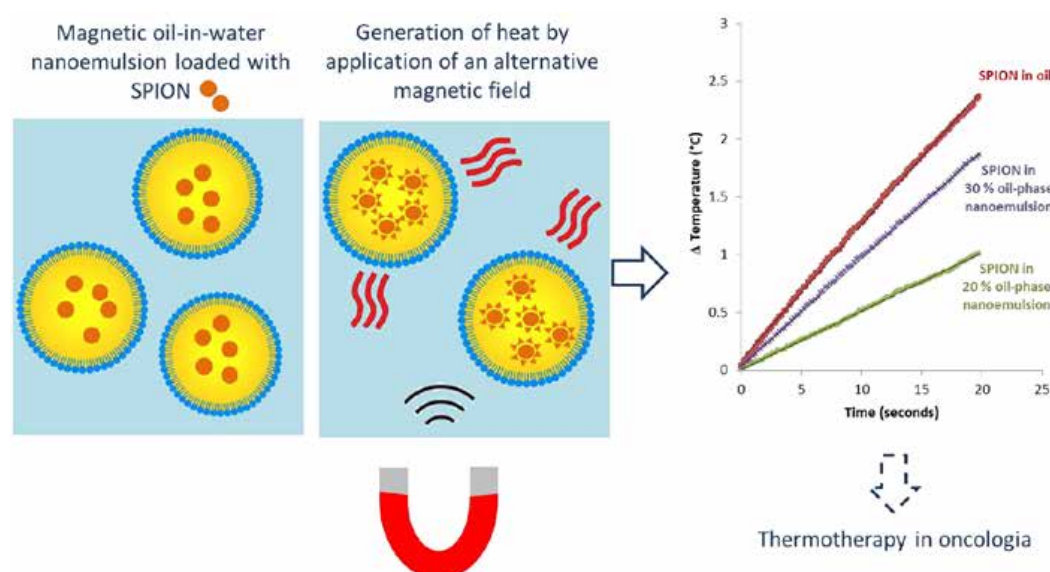 Magnetic oil-in-water
nanoemulsion loaded with
SPION
Generation of heat by
application of an alternative
magnetic field
3
2.5
2
1.5
1
0.5
0
Δ Temperature (°C)
0
5
10
15
20
25
Time (seconds)
SPION in oil
SPION in
30 % oil-phase
nanoemulsion
SPION in
20 % oil-phase
nanoemulsion
Thermotherapy in oncologia